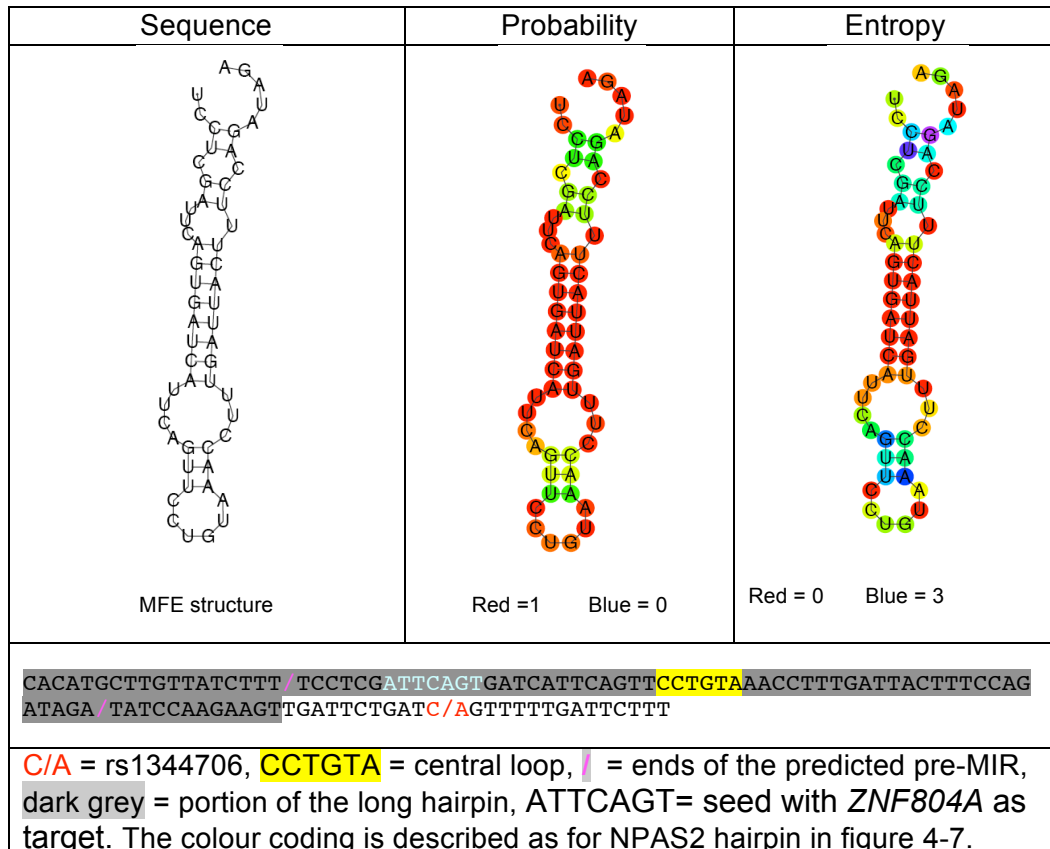 Sequence Probability Entropy
MFE structure
Red =1 Blue = 0
Red = 0 Blue = 3
CACATGCTTGTTATCTTT/TCCTCGATTCAGTGATCATTCAGTTCCTGTAAACCTTTGATTACTTTCCAG
ATAGA/TATCCAAGAAGTTGATTCTGATC/AGTTTTTGATTCTTT
C/A = rs1344706, CCTGTA = central loop, / = ends of the predicted pre-MIR,
dark grey = portion of the long hairpin, ATTCAGT= seed with ZNF804A as
target. The colour coding is described as for NPAS2 hairpin in figure 4-7.